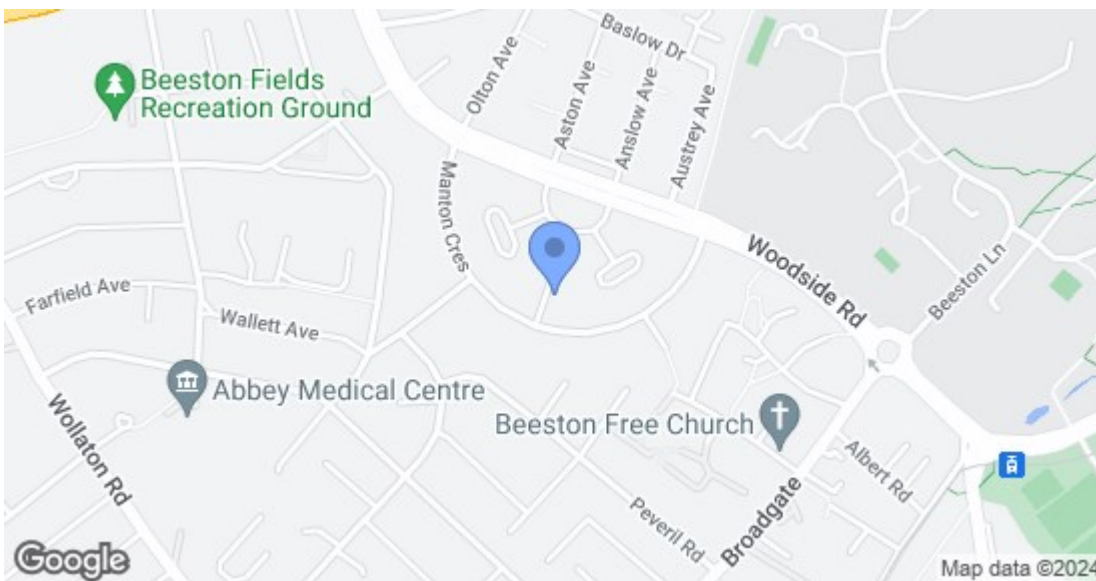 Baslow Dr
Olton Ave
Beeston Fields
Recreation Ground
Aston Ave
Anslow Ave
Austrey Ave
Manton Cres
Woodside Rd
Beeston Ln
Farfield Ave
Wallett Ave
Abbey Medical Centre
Beeston Free Church
Wollaton Rd
Albert Rd
Peveril Rd
Broadgate
Google
Map data ©2024